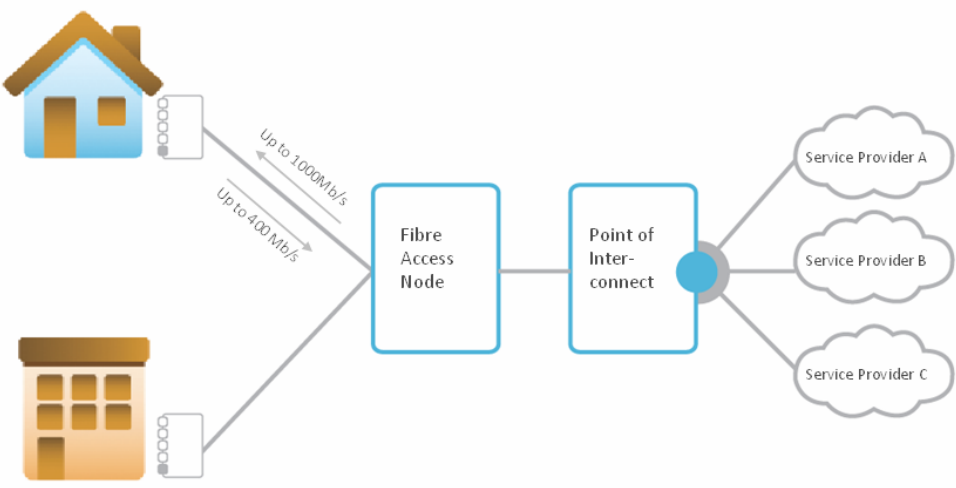 Up to 1000Mb/s
Up to 400 Mb/s
Fibre
Access
Node
Point of
Inter-
connect
Service Provider A
Service Provider B
Service Provider C